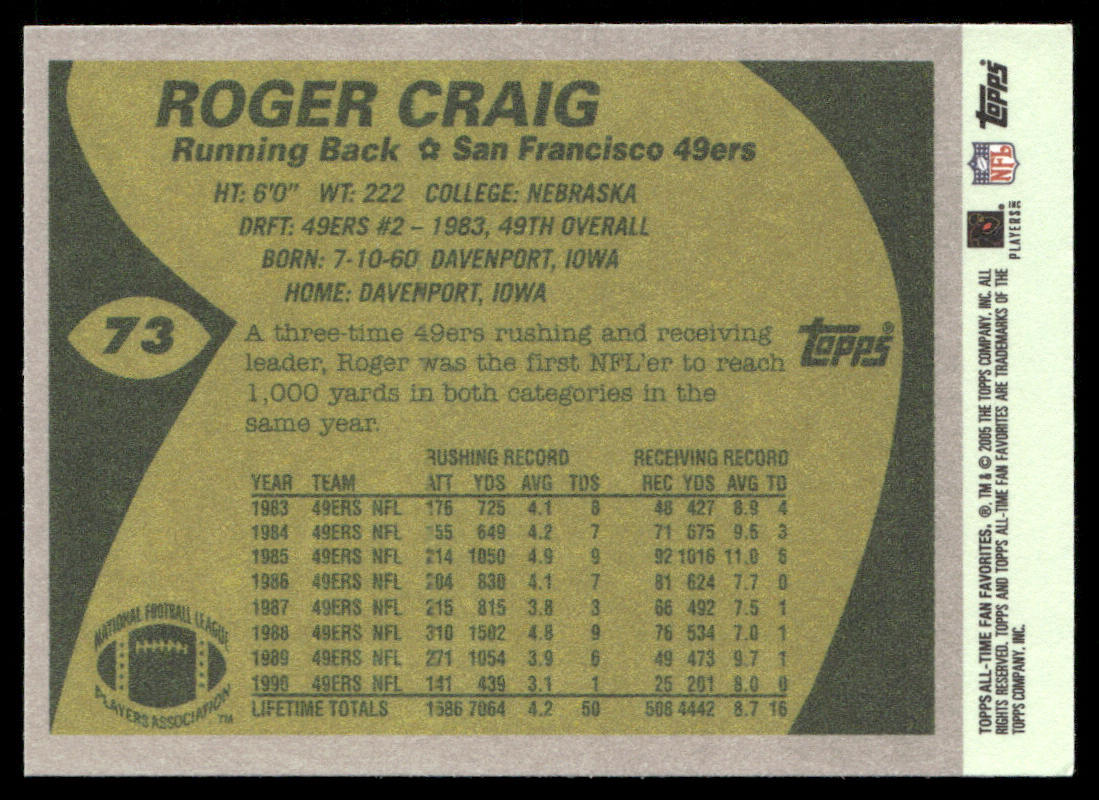 ROGER CRAIG
Running Back ✩ San Francisco 49ers
HT: 6'0" WT: 222 COLLEGE: NEBRASKA
DRFT: 49ERS #2 – 1983, 49TH OVERALL
BORN: 7-10-60 DAVENPORT, IOWA
HOME: DAVENPORT, IOWA
73
A three-time 49ers rushing and receiving
leader, Roger was the first NFL'er to reach
1,000 yards in both categories in the
same year.
Topps®
RUSHING RECORD RECEIVING RECORD
YEAR TEAM ATT YDS AVG TDS REC YDS AVG TD
1983 49ERS NFL 176 725 4.1 8 48 427 8.9 4
1984 49ERS NFL 155 649 4.2 7 71 675 9.5 3
1985 49ERS NFL 214 1050 4.9 9 92 1016 11.0 6
1986 49ERS NFL 204 830 4.1 7 81 624 7.7 0
1987 49ERS NFL 215 815 3.8 3 66 492 7.5 1
1988 49ERS NFL 310 1502 4.8 9 76 534 7.0 1
1989 49ERS NFL 271 1054 3.9 6 49 473 9.7 1
1990 49ERS NFL 141 439 3.1 1 25 201 8.0 0
LIFETIME TOTALS 1686 7064 4.2 50 508 4442 8.7 16
NATIONAL FOOTBALL LEAGUE
PLAYERS ASSOCIATION™
Topps
NFL
PLAYERS INC
TOPPS ALL-TIME FAN FAVORITES. ®, TM & © 2005 THE TOPPS COMPANY, INC. ALL
RIGHTS RESERVED. TOPPS AND TOPPS ALL-TIME FAN FAVORITES ARE TRADEMARKS OF THE
TOPPS COMPANY, INC.